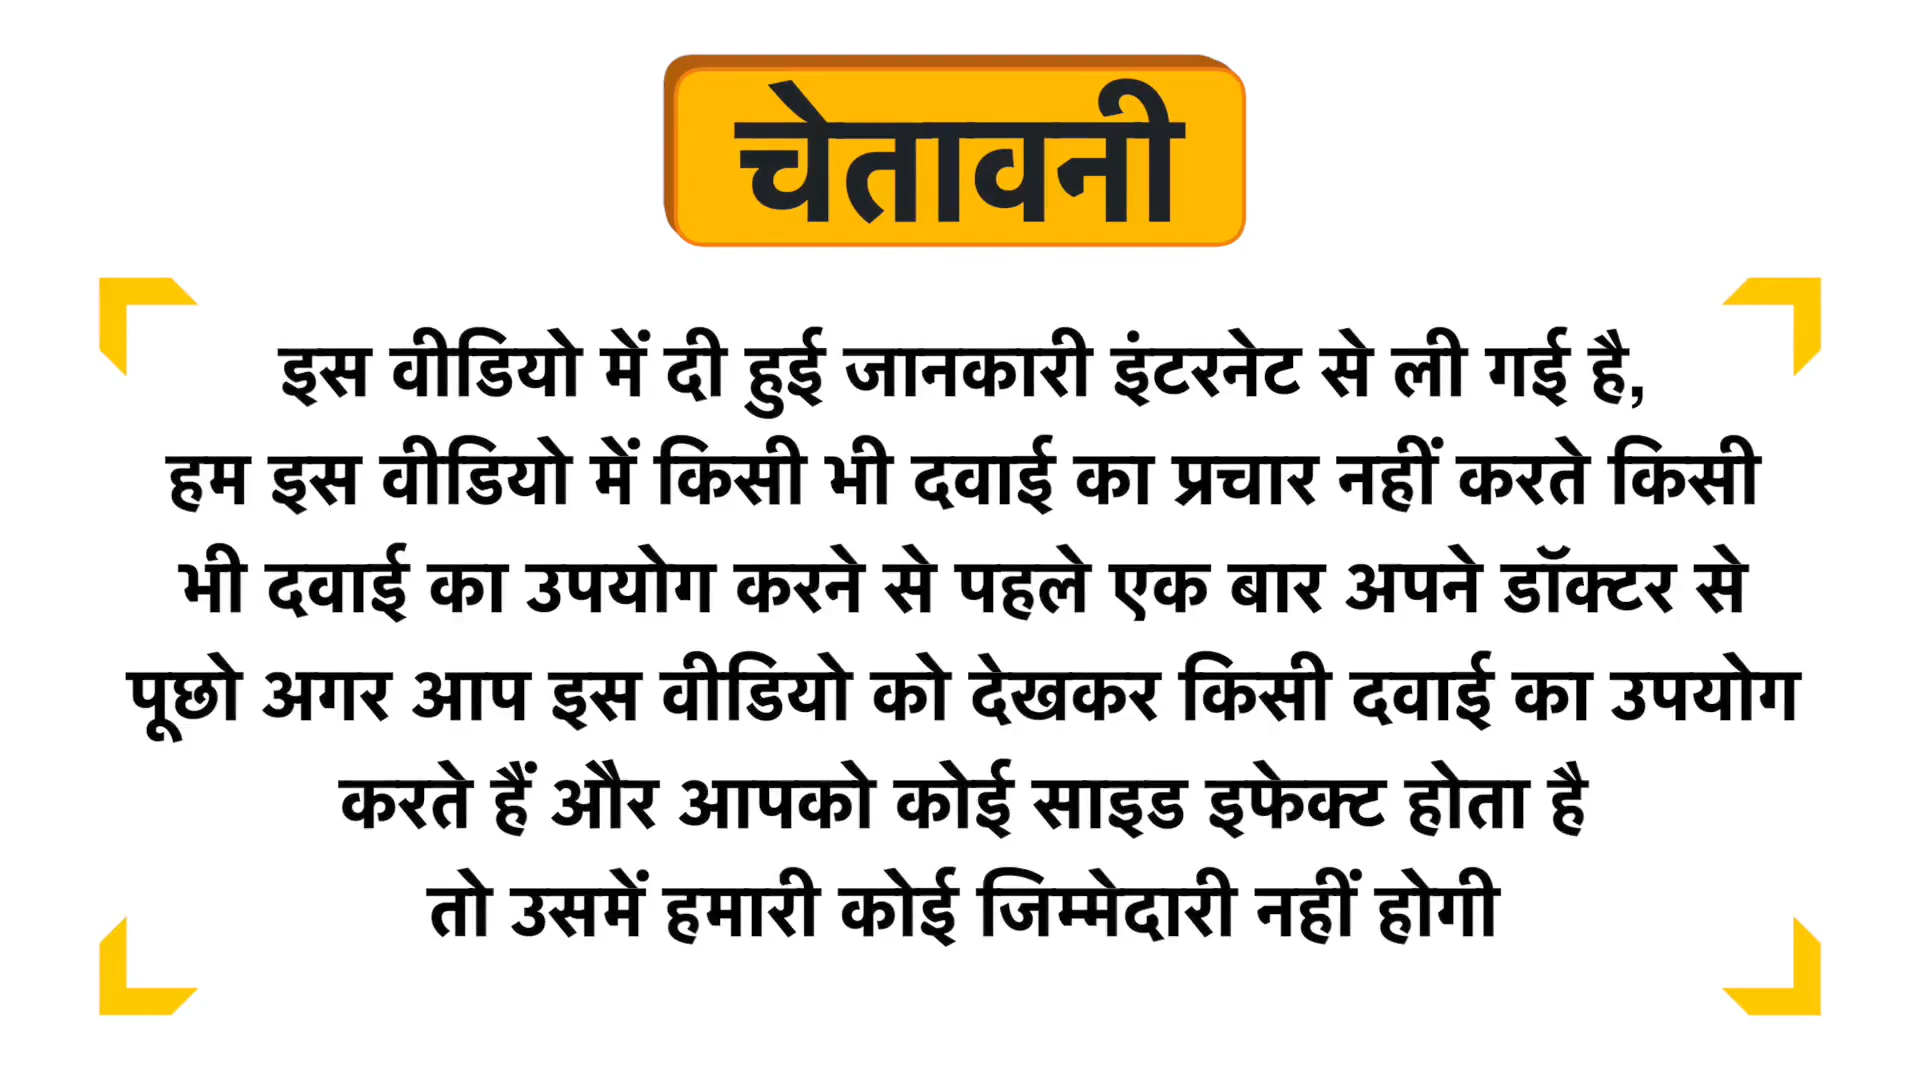 चेतावनी
इस वीडियो में दी हुई जानकारी इंटरनेट से ली गई है,
हम इस वीडियो में किसी भी दवाई का प्रचार नहीं करते किसी
भी दवाई का उपयोग करने से पहले एक बार अपने डॉक्टर से
पूछो अगर आप इस वीडियो को देखकर किसी दवाई का उपयोग
करते हैं और आपको कोई साइड इफेक्ट होता है
तो उसमें हमारी कोई जिम्मेदारी नहीं होगी